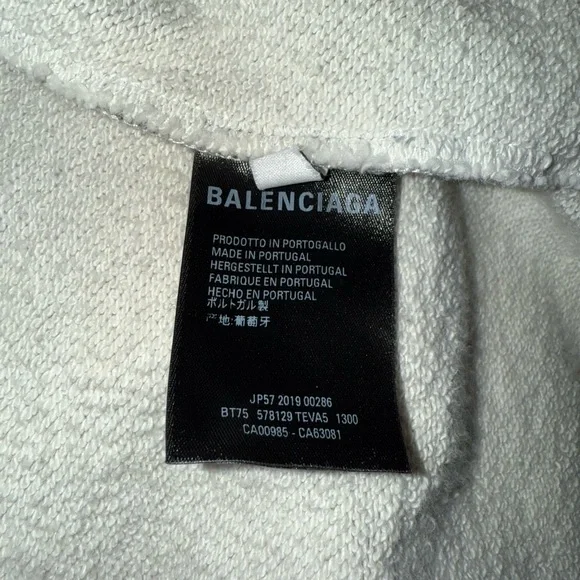 BALENCIAGA
PRODOTTO IN PORTOGALLO
MADE IN PORTUGAL
HERGESTELLT IN PORTUGAL
FABRIQUE EN PORTUGAL
HECHO EN PORTUGAL
ポルトガル製
产地:葡萄牙
JP57 2019 00286
BT75 578129 TEVA5 1300
CA00985 - CA63081